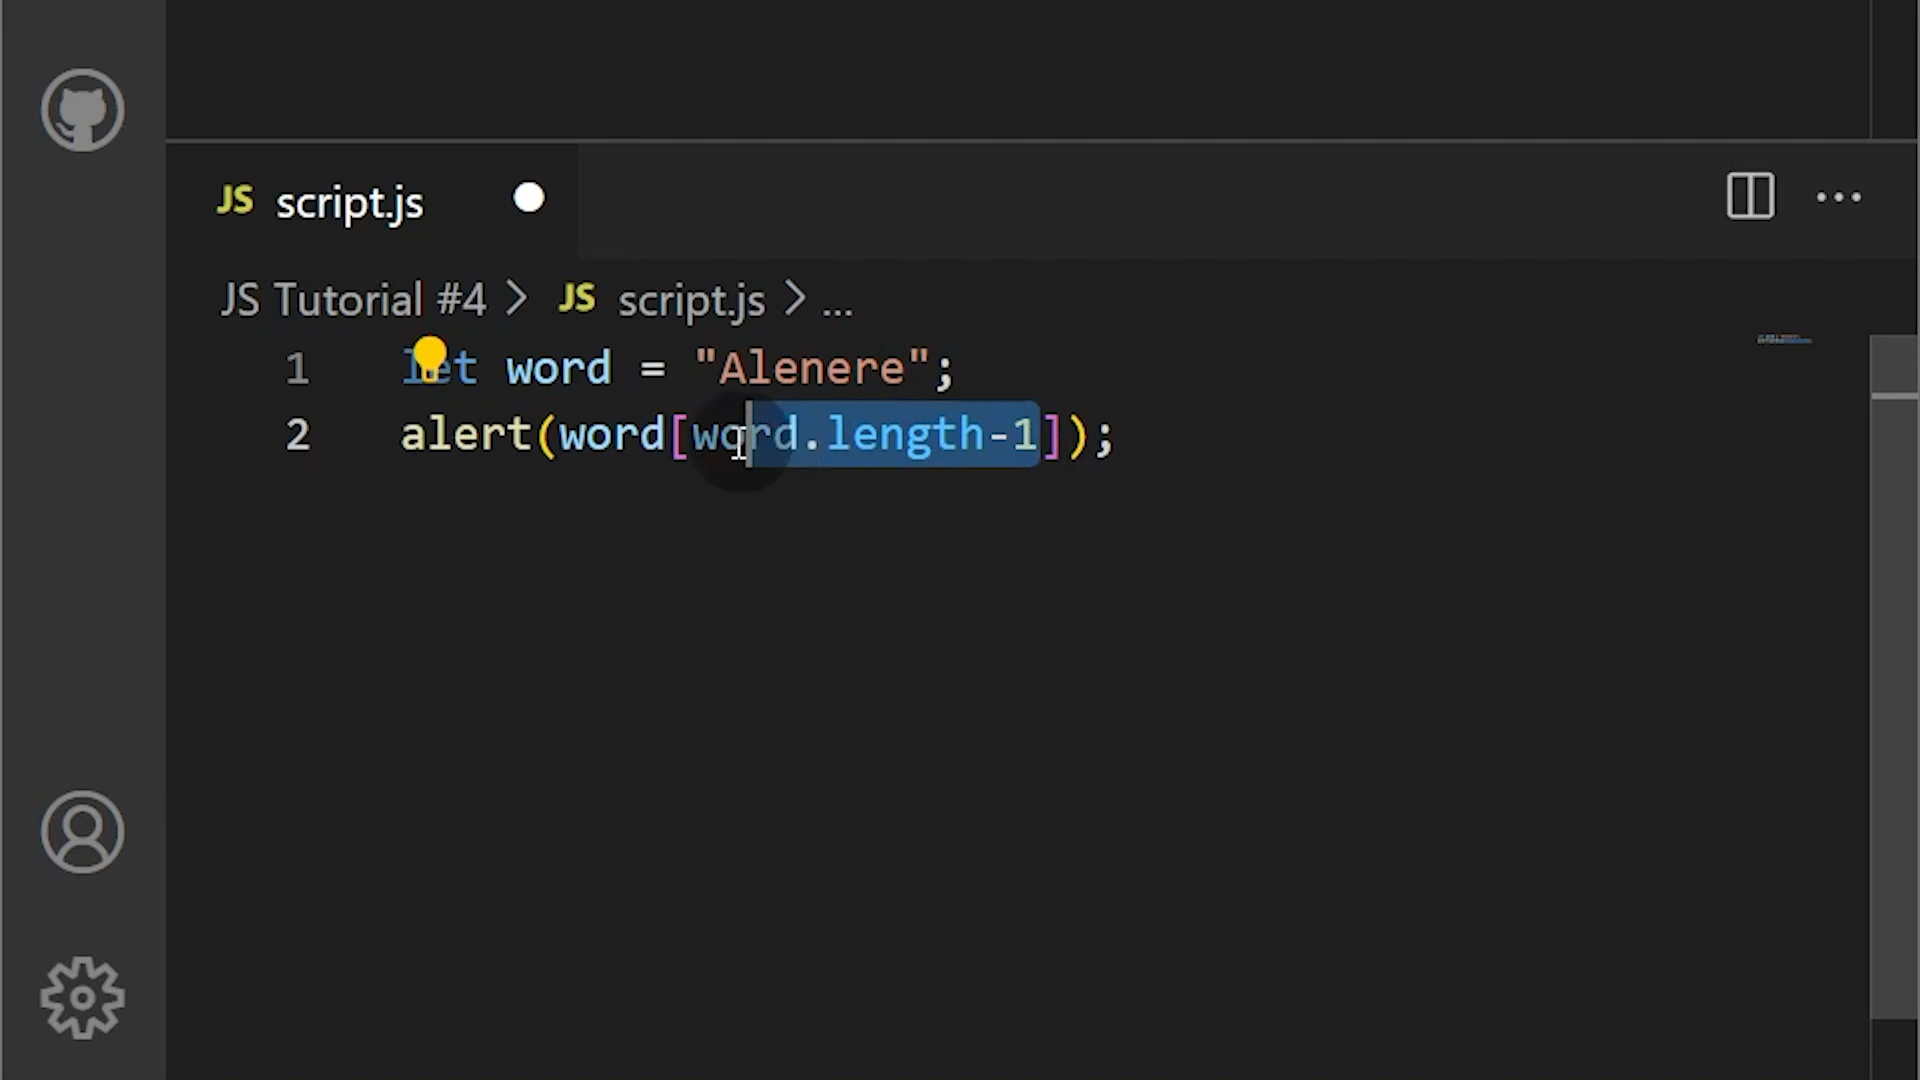 JS script.js
JS Tutorial #4 > JS script.js > ...
1 let word = "Alenere";
2 alert(word[word.length-1]);